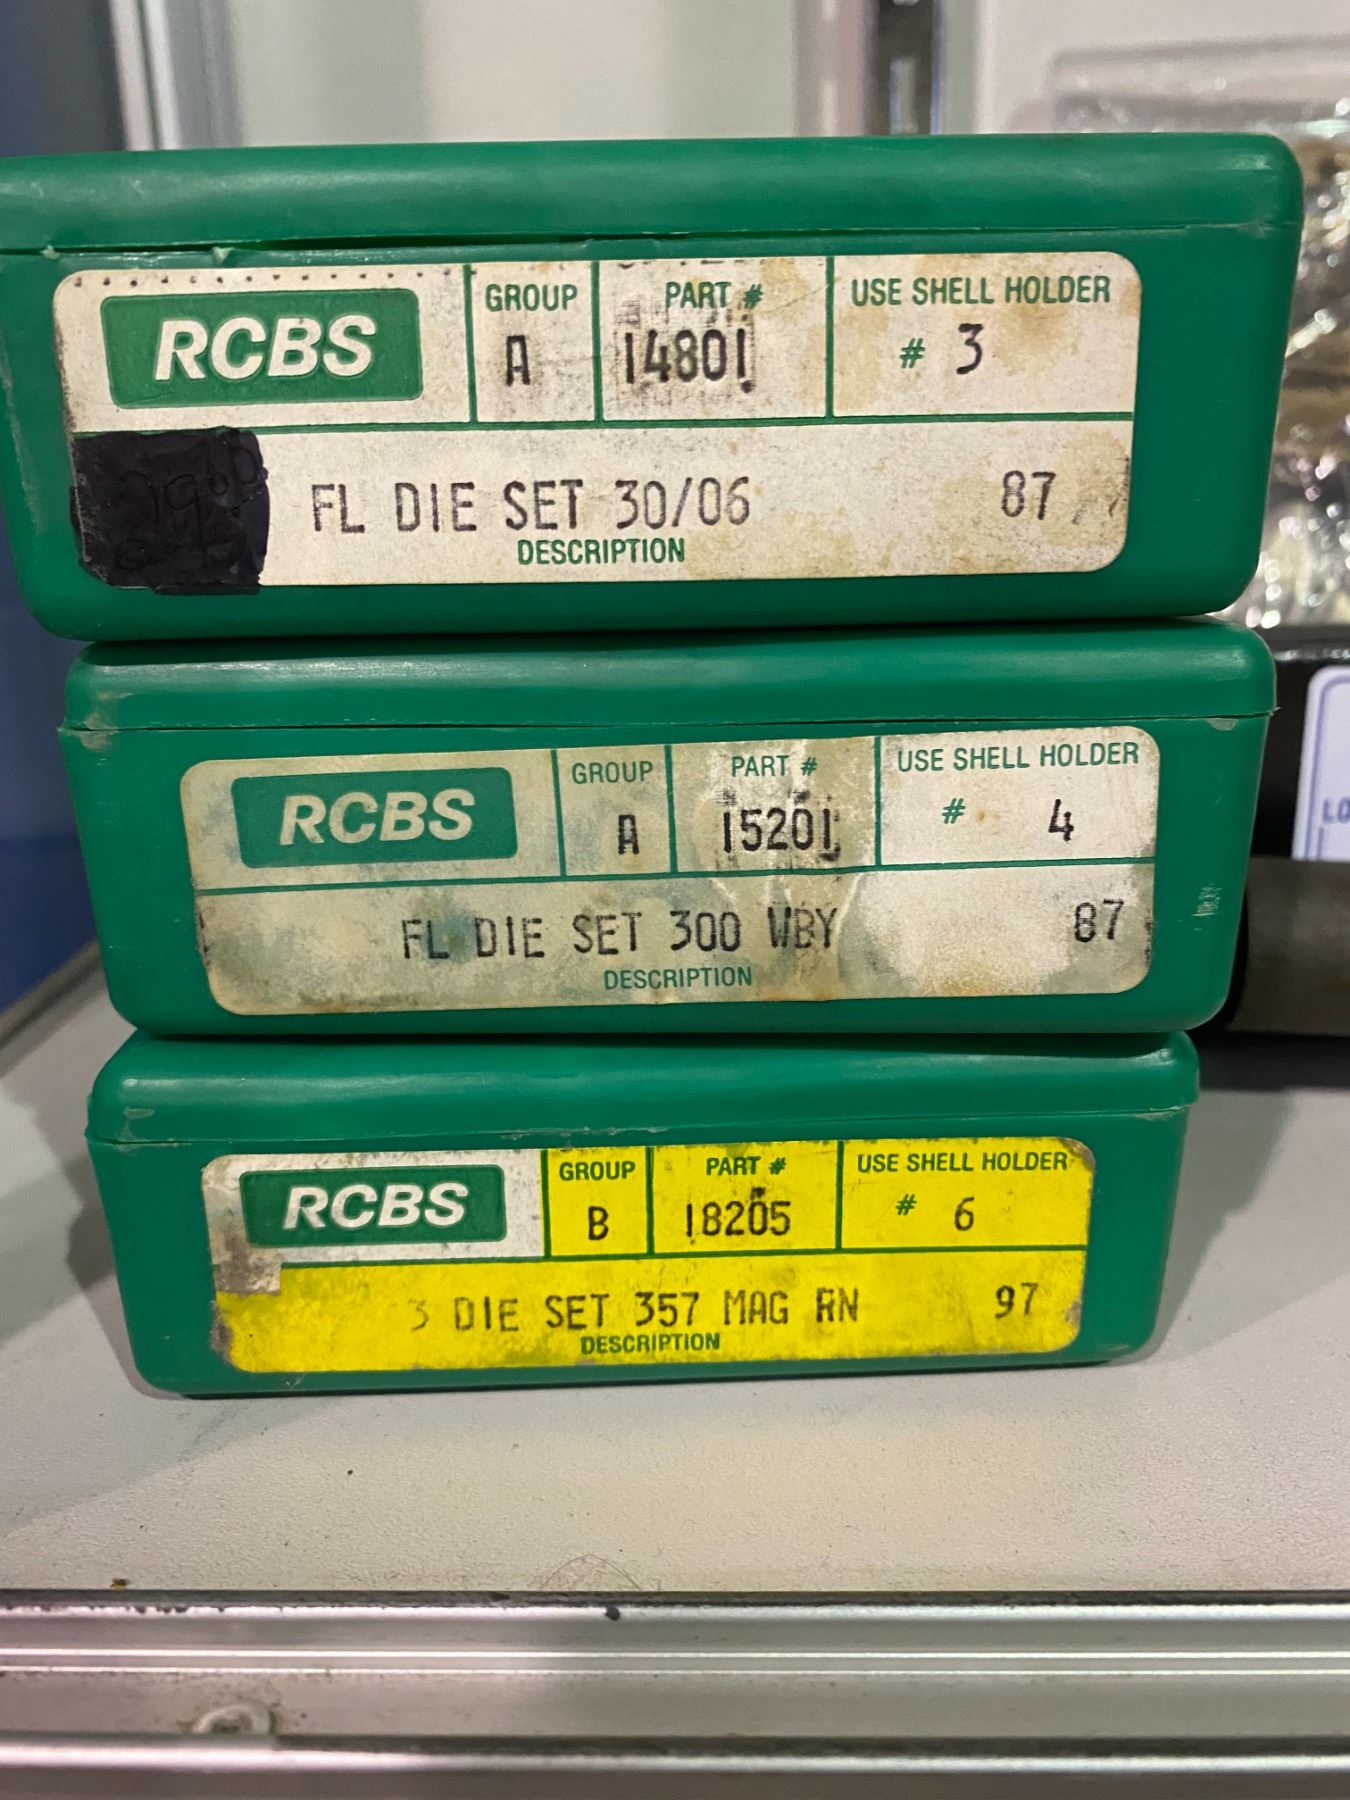 RCBS
GROUP
A
PART #
14801
USE SHELL HOLDER
# 3
FL DIE SET 30/06 87
DESCRIPTION
RCBS
GROUP
A
PART #
15201
USE SHELL HOLDER
# 4
FL DIE SET 300 WBY 87
DESCRIPTION
RCBS
GROUP
B
PART #
18205
USE SHELL HOLDER
# 6
3 DIE SET 357 MAG RN 97
DESCRIPTION